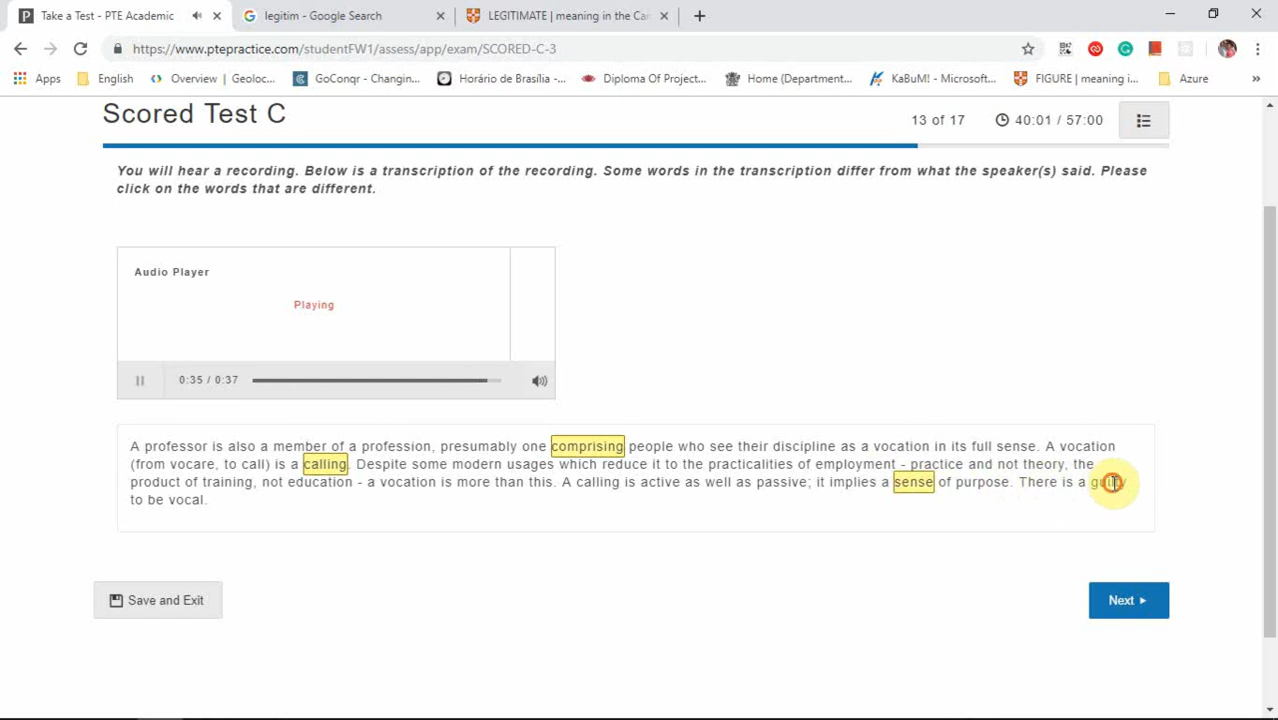 Take a Test - PTE Academic
legitim - Google Search
LEGITIMATE | meaning in the Ca
https://www.ptepractice.com/studentFW1/assess/app/exam/SCORED-C-3
Apps English Overview | Geoloc... GoConqr - Changin... Horário de Brasília -... Diploma Of Project... Home (Department... KaBuM! - Microsoft... FIGURE | meaning i... Azure »
Scored Test C
13 of 17 40:01 / 57:00
You will hear a recording. Below is a transcription of the recording. Some words in the transcription differ from what the speaker(s) said. Please
click on the words that are different.
Audio Player
Playing
0:35 / 0:37
A professor is also a member of a profession, presumably one comprising people who see their discipline as a vocation in its full sense. A vocation
(from vocare, to call) is a calling. Despite some modern usages which reduce it to the practicalities of employment - practice and not theory, the
product of training, not education - a vocation is more than this. A calling is active as well as passive; it implies a sense of purpose. There is a
to be vocal.
Save and Exit
Next